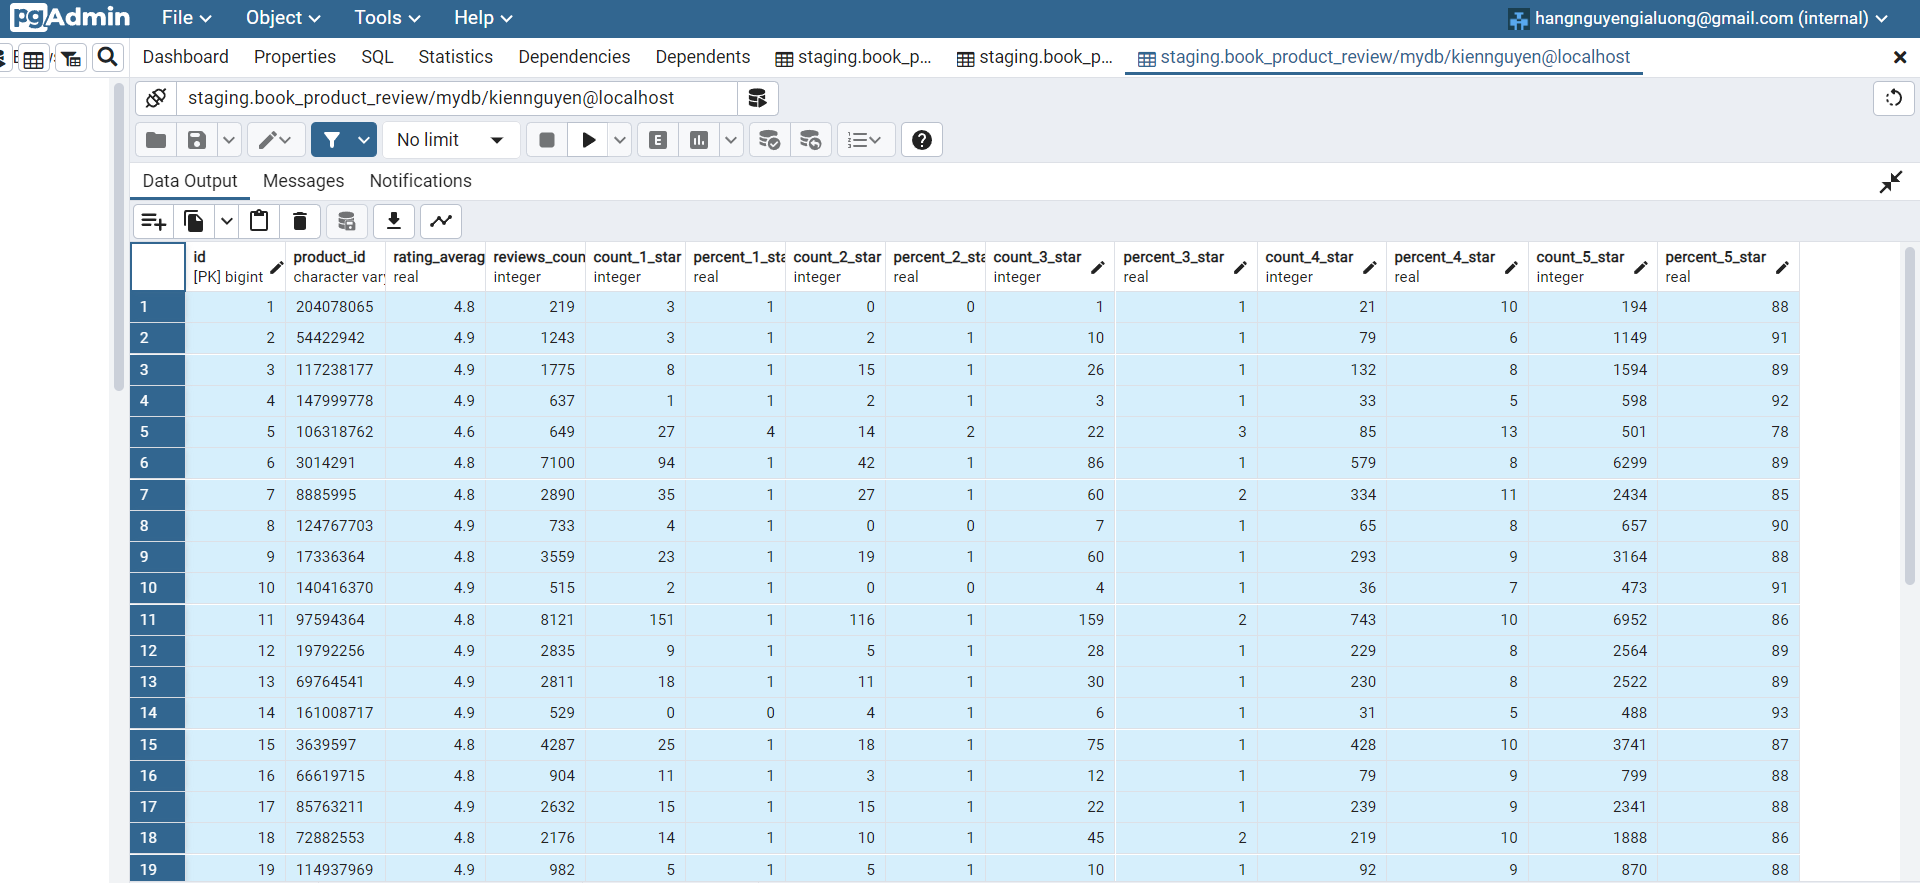 pgAdmin File Object Tools Help hangnguyengialuong@gmail.com (internal)
Dashboard Properties SQL Statistics Dependencies Dependents staging.book_p... staging.book_p... staging.book_product_review/mydb/kiennguyen@localhost
staging.book_product_review/mydb/kiennguyen@localhost
No limit E
Data Output Messages Notifications
id product_id rating_averag reviews_coun count_1_star percent_1_sta count_2_star percent_2_sta count_3_star percent_3_star count_4_star percent_4_star count_5_star percent_5_star
[PK] bigint character vary real integer integer real integer real integer real integer real integer real
1 1 204078065 4.8 219 3 1 0 0 1 1 21 10 194 88
2 2 54422942 4.9 1243 3 1 2 1 10 1 79 6 1149 91
3 3 117238177 4.9 1775 8 1 15 1 26 1 132 8 1594 89
4 4 147999778 4.9 637 1 1 2 1 3 1 33 5 598 92
5 5 106318762 4.6 649 27 4 14 2 22 3 85 13 501 78
6 6 3014291 4.8 7100 94 1 42 1 86 1 579 8 6299 89
7 7 8885995 4.8 2890 35 1 27 1 60 2 334 11 2434 85
8 8 124767703 4.9 733 4 1 0 0 7 1 65 8 657 90
9 9 17336364 4.8 3559 23 1 19 1 60 1 293 9 3164 88
10 10 140416370 4.9 515 2 1 0 0 4 1 36 7 473 91
11 11 97594364 4.8 8121 151 1 116 1 159 2 743 10 6952 86
12 12 19792256 4.9 2835 9 1 5 1 28 1 229 8 2564 89
13 13 69764541 4.9 2811 18 1 11 1 30 1 230 8 2522 89
14 14 161008717 4.9 529 0 0 4 1 6 1 31 5 488 93
15 15 3639597 4.8 4287 25 1 18 1 75 1 428 10 3741 87
16 16 66619715 4.8 904 11 1 3 1 12 1 79 9 799 88
17 17 85763211 4.9 2632 15 1 15 1 22 1 239 9 2341 88
18 18 72882553 4.8 2176 14 1 10 1 45 2 219 10 1888 86
19 19 114937969 4.9 982 5 1 5 1 10 1 92 9 870 88